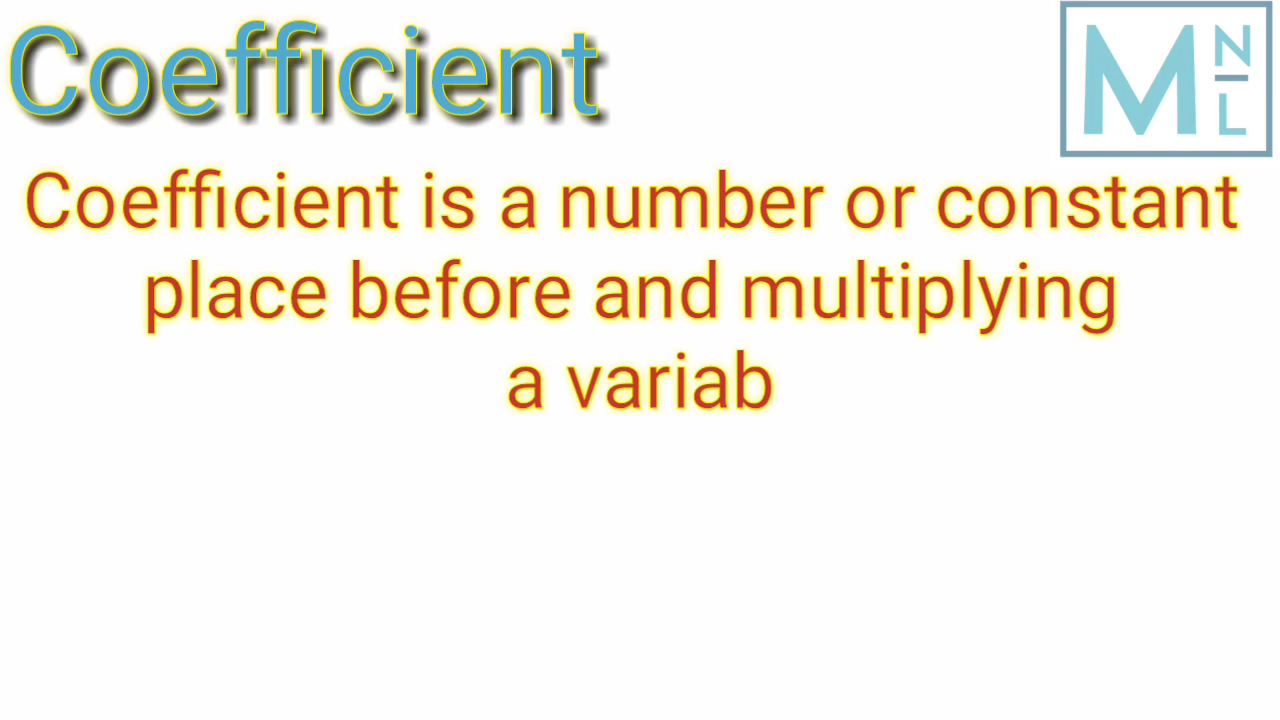 Coefficient
M N L
Coefficient is a number or constant
place before and multiplying
a variab